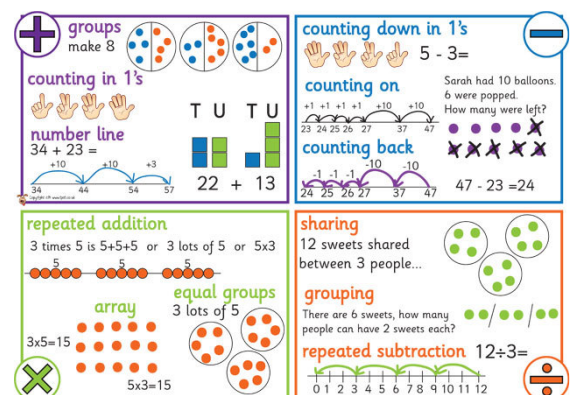 groups
make 8
counting in 1's
number line
34 + 23 =
+10 +10 +3
34 44 54 57
T U T U
22 + 13
counting down in 1's
5 - 3=
counting on
+1 +1 +1 +1 +10 +10
23 24 25 26 27 37 47
Sarah had 10 balloons.
6 were popped.
How many were left?
counting back
-1 -1 -1 -10 -10
24 25 26 27 37 47
47 - 23 =24
repeated addition
3 times 5 is 5+5+5 or 3 lots of 5 or 5x3
5 5 5
array
3x5=15
5x3=15
equal groups
3 lots of 5
sharing
12 sweets shared
between 3 people...
grouping
There are 6 sweets, how many
people can have 2 sweets each?
repeated subtraction 12÷3=
0 1 2 3 4 5 6 7 8 9 10 11 12